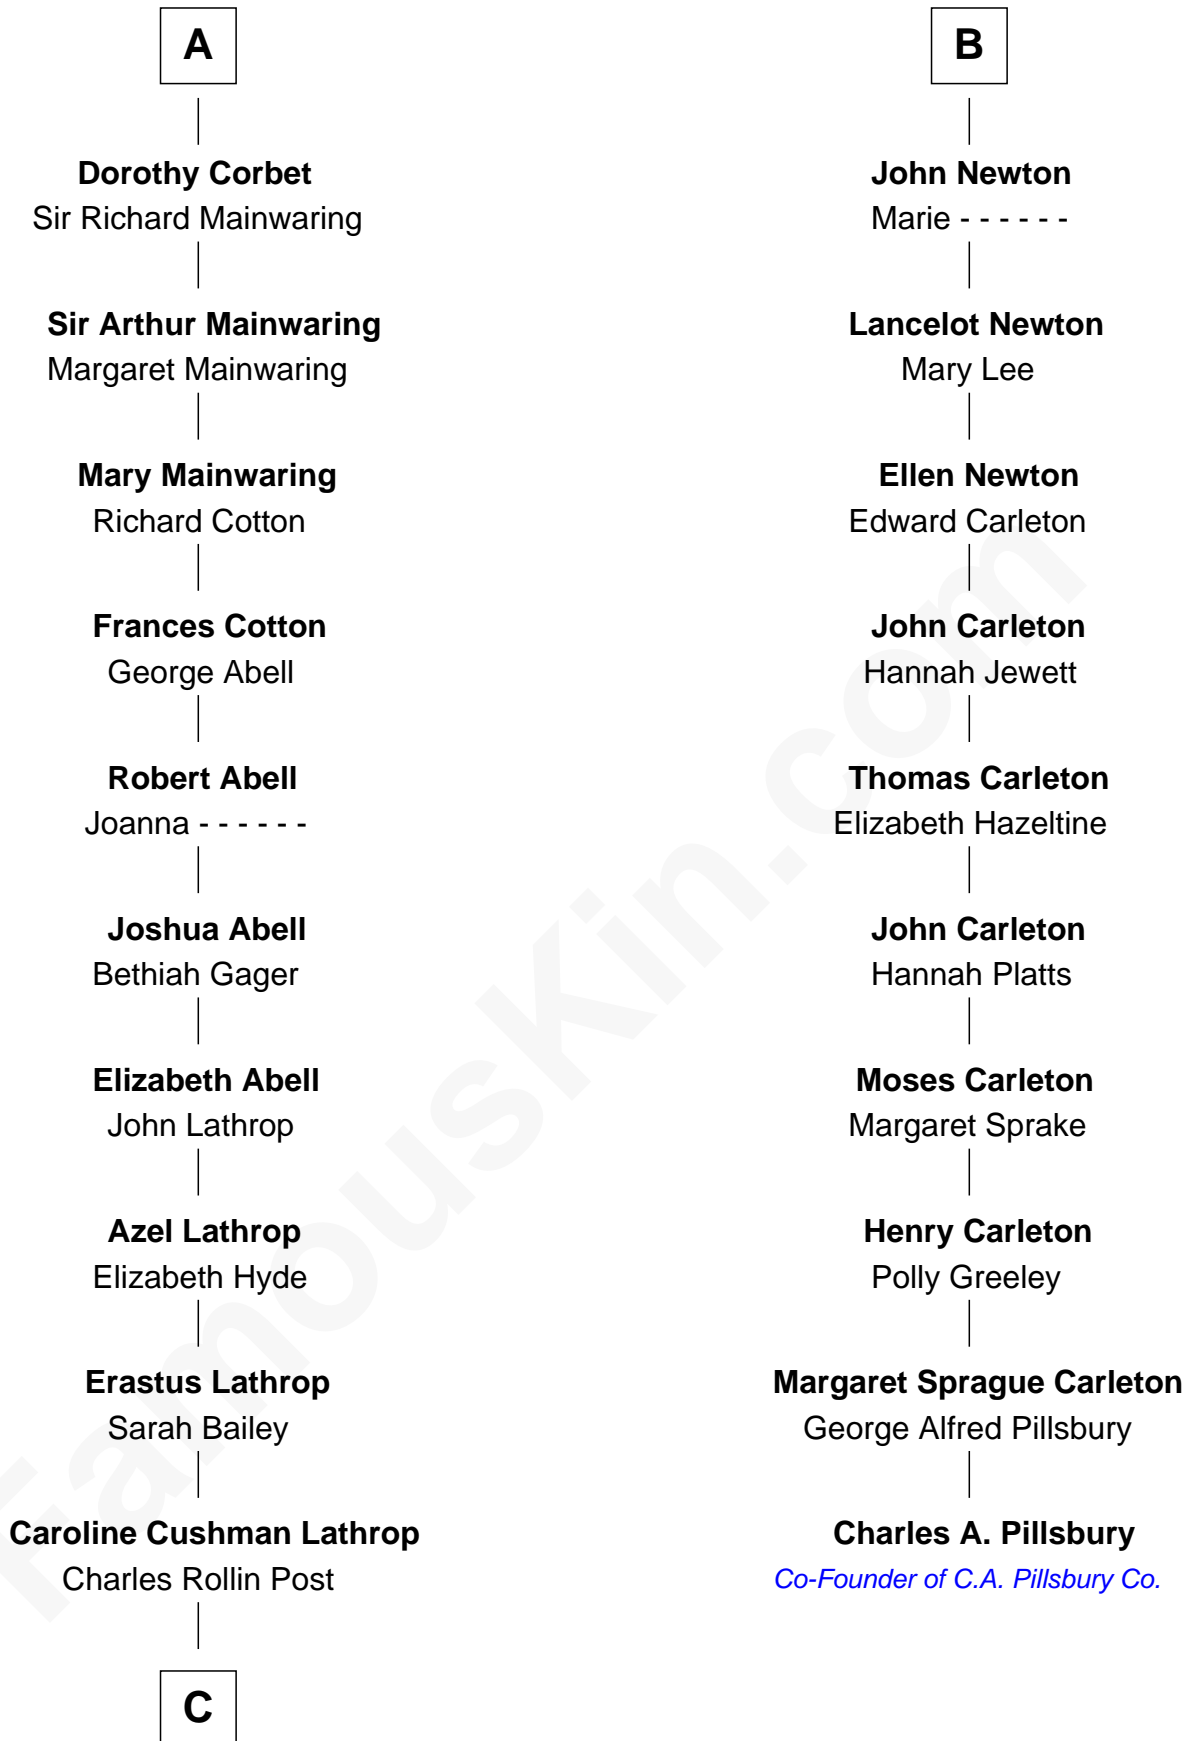 A
Dorothy Corbet
Sir Richard Mainwaring
Sir Arthur Mainwaring
Margaret Mainwaring
Mary Mainwaring
Richard Cotton
Frances Cotton
George Abell
Robert Abell
Joanna - - - - - -
Joshua Abell
Bethiah Gager
Elizabeth Abell
John Lathrop
Azel Lathrop
Elizabeth Hyde
Erastus Lathrop
Sarah Bailey
Caroline Cushman Lathrop
Charles Rollin Post
C
B
John Newton
Marie - - - - - -
Lancelot Newton
Mary Lee
Ellen Newton
Edward Carleton
John Carleton
Hannah Jewett
Thomas Carleton
Elizabeth Hazeltine
John Carleton
Hannah Platts
Moses Carleton
Margaret Sprake
Henry Carleton
Polly Greeley
Margaret Sprague Carleton
George Alfred Pillsbury
Charles A. Pillsbury
Co-Founder of C.A. Pillsbury Co.
FamousKin.com